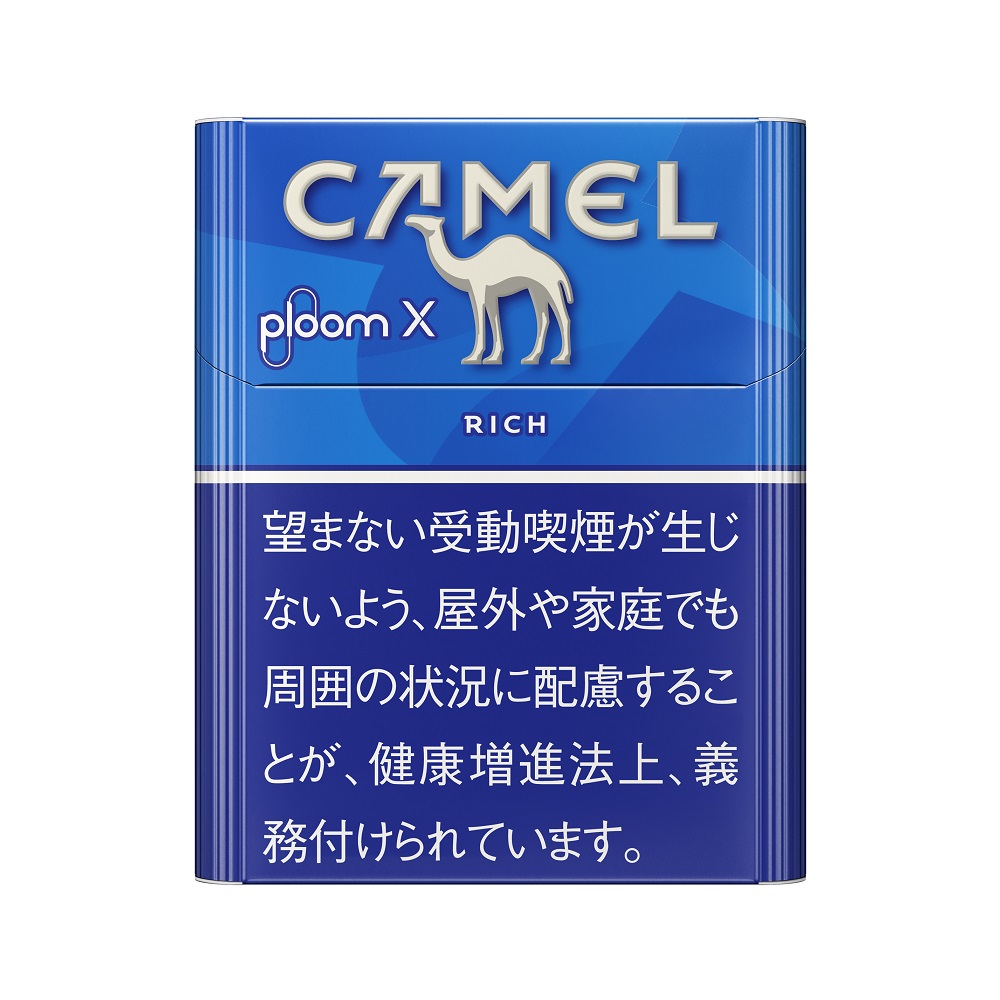 CAMEL
ploom X
RICH
望まない受動喫煙が生じ
ないよう、屋外や家庭でも
周囲の状況に配慮するこ
とが、健康増進法上、義
務付けられています。